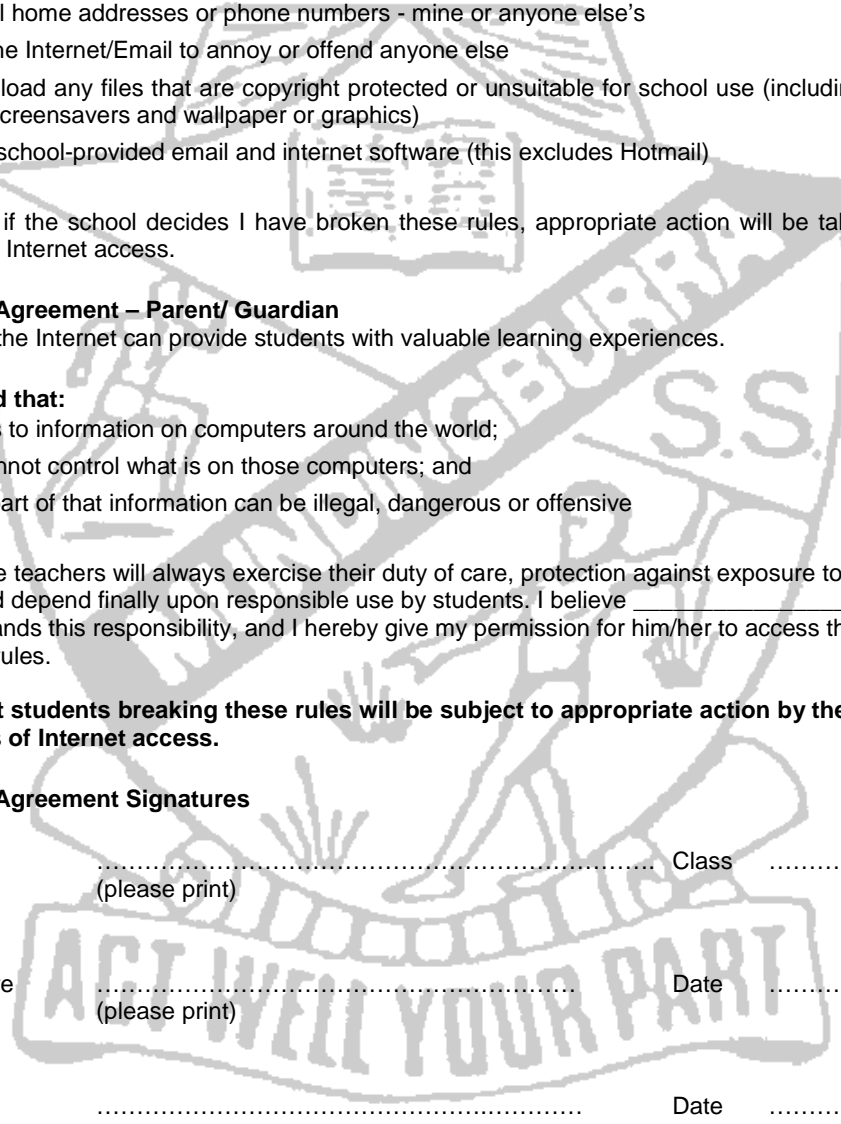 l home addresses or phone numbers - mine or anyone else’s
ne Internet/Email to annoy or offend anyone else
load any files that are copyright protected or unsuitable for school use (includin
creensavers and wallpaper or graphics)
school-provided email and internet software (this excludes Hotmail)
if the school decides I have broken these rules, appropriate action will be tal
Internet access.
Agreement – Parent/ Guardian
the Internet can provide students with valuable learning experiences.
d that:
s to information on computers around the world;
nnot control what is on those computers; and
art of that information can be illegal, dangerous or offensive
e teachers will always exercise their duty of care, protection against exposure to
d depend finally upon responsible use by students. I believe ________________
ands this responsibility, and I hereby give my permission for him/her to access th
rules.
t students breaking these rules will be subject to appropriate action by the
s of Internet access.
Agreement Signatures
…………………………………………………………. Class ………
(please print)
re ………………………………………………… Date ………
(please print)
………………………………………………… Date ………
MUNDINGBURRA
S.S.
ACT WELL YOUR PART